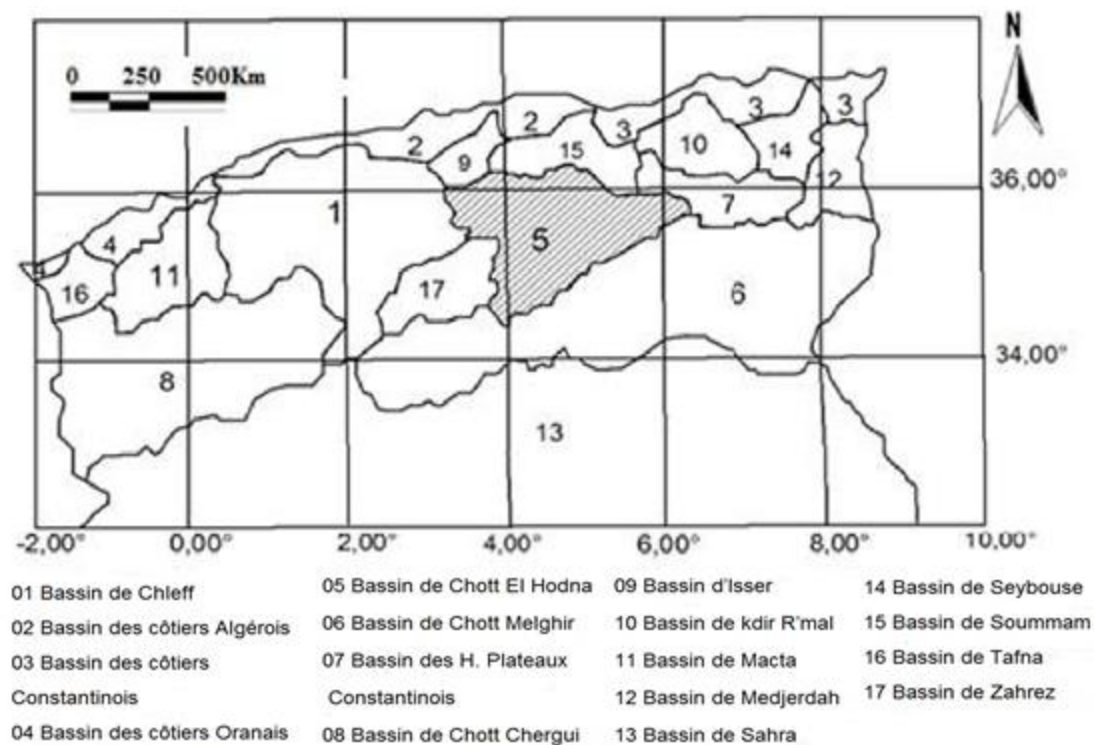 N
0 250 500Km
3 3
2 3 10 14
2 9 15 12
36,00°
7
1
4 5
4 11
16 17 6
34,00°
8
13
-2,00° 0,00° 2,00° 4,00° 6,00° 8,00° 10,00°
01 Bassin de Chleff
02 Bassin des côtiers Algérois
03 Bassin des côtiers
Constantinois
04 Bassin des côtiers Oranais
05 Bassin de Chott El Hodna
06 Bassin de Chott Melghir
07 Bassin des H. Plateaux
Constantinois
08 Bassin de Chott Chergui
09 Bassin d'Isser
10 Bassin de kdir R'mal
11 Bassin de Macta
12 Bassin de Medjerdah
13 Bassin de Sahra
14 Bassin de Seybouse
15 Bassin de Soummam
16 Bassin de Tafna
17 Bassin de Zahrez